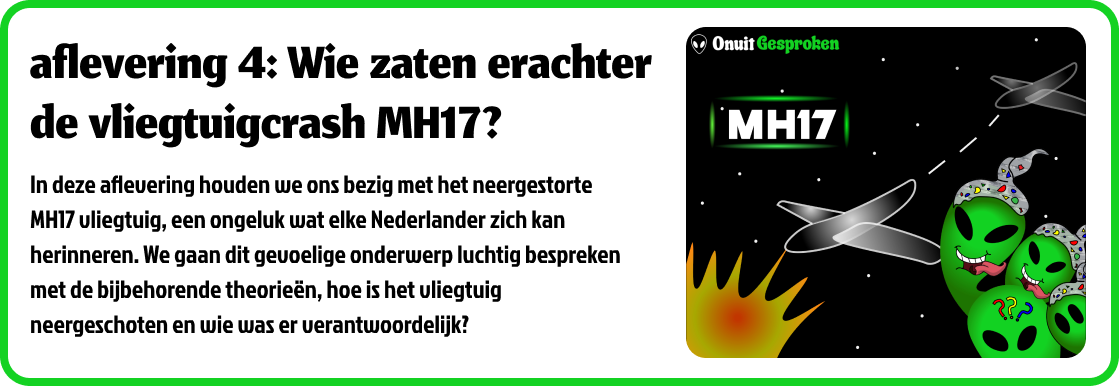 aflevering 4: Wie zaten erachter
de vliegtuigcrash MH17?
In deze aflevering houden we ons bezig met het neergestorte
MH17 vliegtuig, een ongeluk wat elke Nederlander zich kan
herinneren. We gaan dit gevoelige onderwerp luchtig bespreken
met de bijbehorende theorieën, hoe is het vliegtuig
neergeschoten en wie was er verantwoordelijk?
Onuit Gesproken
MH17
???